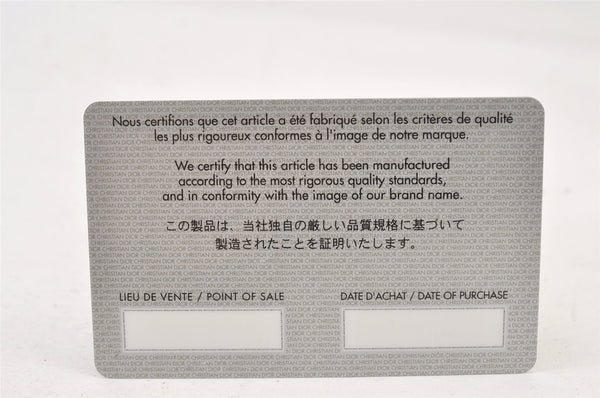 Nous certifions que cet article a été fabriqué selon les critères de qualité
les plus rigoureux conformes à l'image de notre marque.
We certify that this article has been manufactured
according to the most rigorous quality standards,
and in conformity with the image of our brand name.
この製品は、当社独自の厳しい品質規格に基づいて
製造されたことを証明いたします。
LIEU DE VENTE / POINT OF SALE
DATE D'ACHAT / DATE OF PURCHASE